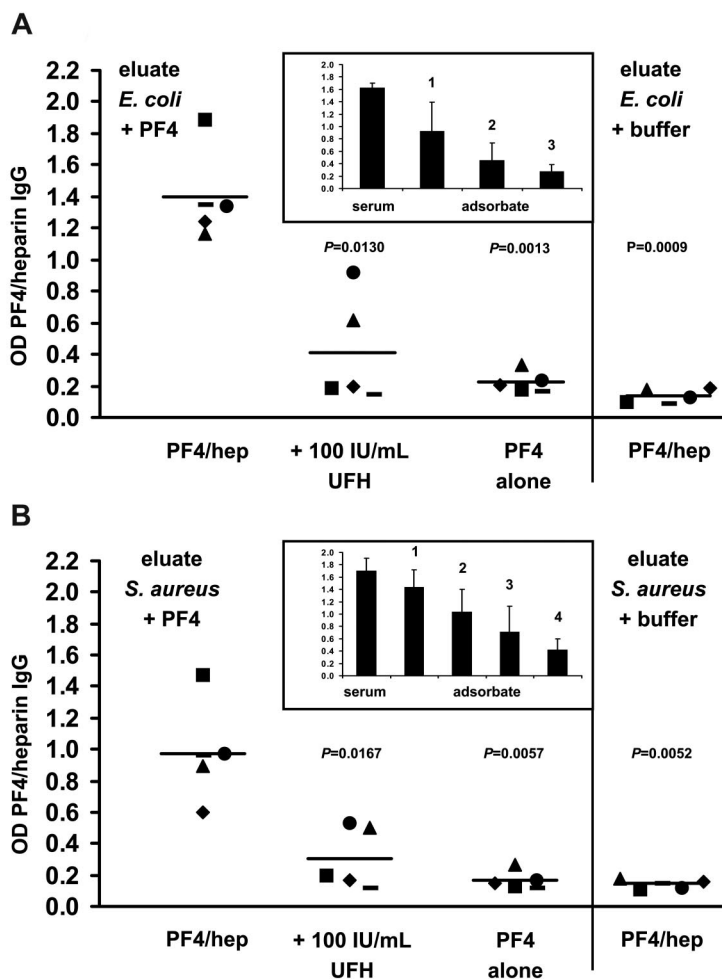 A
OD PF4/heparin IgG
2.2
2.0
1.8
1.6
1.4
1.2
1.0
0.8
0.6
0.4
0.2
0.0
eluate
E. coli
+ PF4
2.0
1.8
1.6
1.4
1.2
1.0
0.8
0.6
0.4
0.2
0.0
1
2
3
serum adsorbate
eluate
E. coli
+ buffer
P=0.0130 P=0.0013 P=0.0009
PF4/hep + 100 IU/mL PF4 PF4/hep
UFH alone
B
OD PF4/heparin IgG
2.2
2.0
1.8
1.6
1.4
1.2
1.0
0.8
0.6
0.4
0.2
0.0
eluate
S. aureus
+ PF4
2.0
1.8
1.6
1.4
1.2
1.0
0.8
0.6
0.4
0.2
0.0
1
2
3
4
serum adsorbate
eluate
S. aureus
+ buffer
P=0.0167 P=0.0057 P=0.0052
PF4/hep + 100 IU/mL PF4 PF4/hep
UFH alone